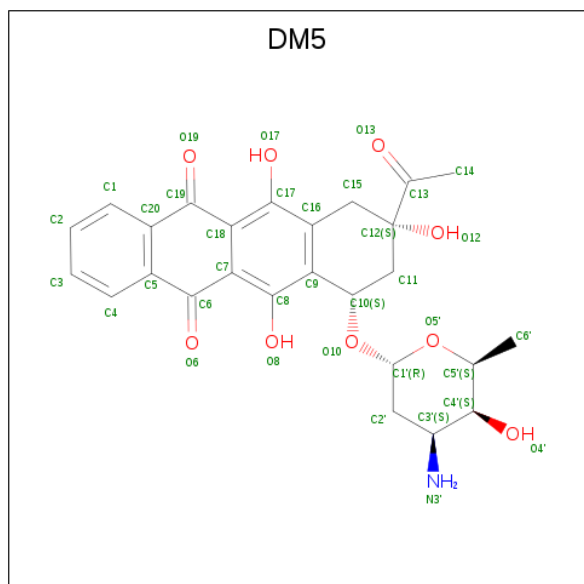 DM5
O19
O17
HO
O
O13
O
C14
C1
C19
C17
C15
C13
C2
C20
C16
C12(S)
OH
O12
C18
C3
C5
C7
C9
C11
C6
C8
C10(S)
C4
O
O6
OH
O8
O10
O
O5'
O
C6'
C1'(R)
C5'(S)
C4'(S)
C2'
C3'(S)
OH
O4'
NH2
N3'